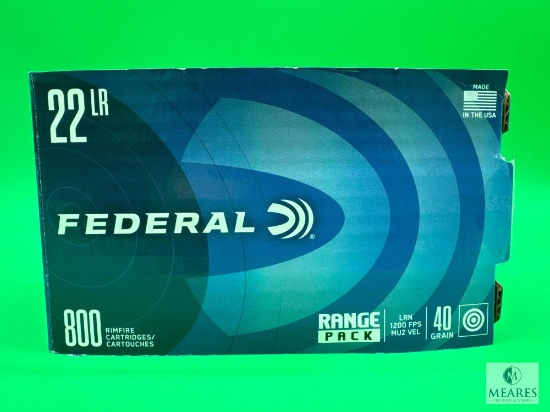 22 LR
MADE
IN THE USA
FEDERAL
®
800 RIMFIRE
CARTRIDGES/
CARTOUCHES
RANGE
PACK
LRN
1200 FPS
MUZ VEL
40
GRAIN
M
MEARES